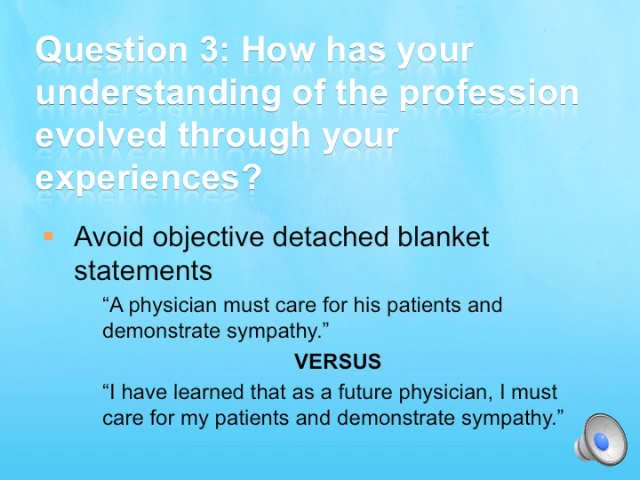 Question 3: How has your
understanding of the profession
evolved through your
experiences?
Avoid objective detached blanket
statements
“A physician must care for his patients and
demonstrate sympathy.”
VERSUS
“I have learned that as a future physician, I must
care for my patients and demonstrate sympathy.”